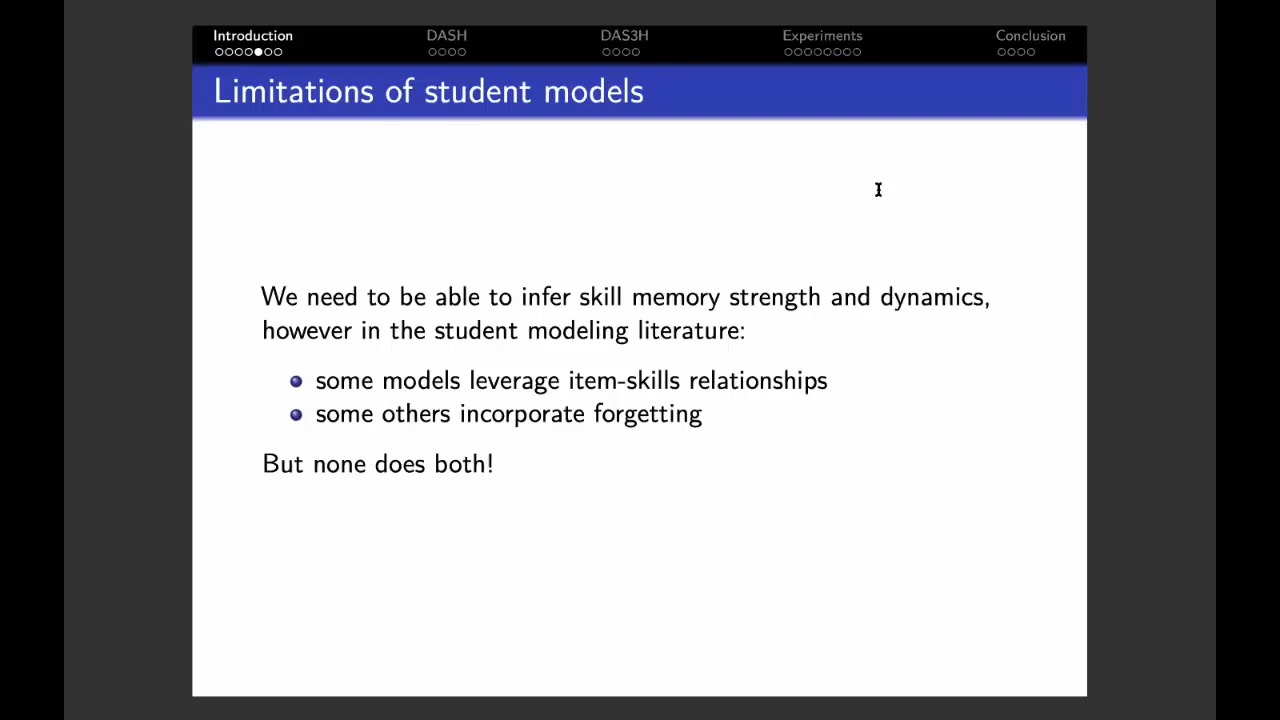 Introduction DASH DAS3H Experiments Conclusion
Limitations of student models
We need to be able to infer skill memory strength and dynamics,
however in the student modeling literature:
some models leverage item-skills relationships
some others incorporate forgetting
But none does both!